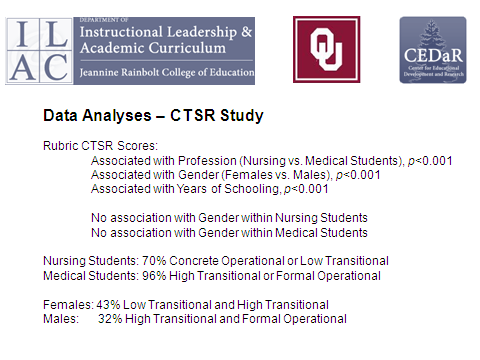 I L
A C
DEPARTMENT OF
Instructional Leadership &
Academic Curriculum
Jeannine Rainbolt College of Education
OU
CEDaR
Center for Educational
Development and Research
Data Analyses – CTSR Study
Rubric CTSR Scores:
Associated with Profession (Nursing vs. Medical Students), p<0.001
Associated with Gender (Females vs. Males), p<0.001
Associated with Years of Schooling, p<0.001
No association with Gender within Nursing Students
No association with Gender within Medical Students
Nursing Students: 70% Concrete Operational or Low Transitional
Medical Students: 96% High Transitional or Formal Operational
Females: 43% Low Transitional and High Transitional
Males: 32% High Transitional and Formal Operational